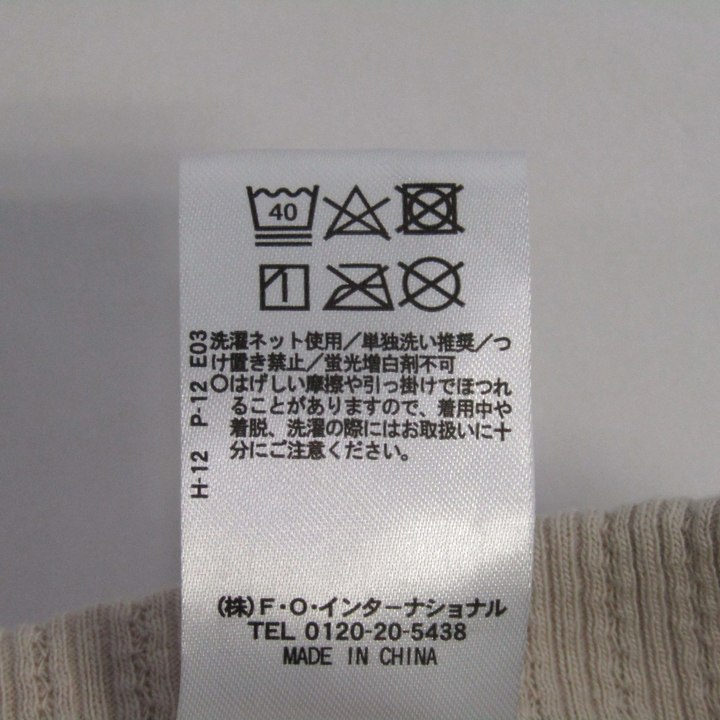 40
洗濯ネット使用／単独洗い推奨／つ
け置き禁止／蛍光増白剤不可
〇はげしい摩擦や引っ掛けでほつれ
ることがありますので、着用中や
着脱、洗濯の際にはお取扱いに十
分にご注意ください。
H-12 P-12 E03
(株)F・O・インターナショナル
TEL 0120-20-5438
MADE IN CHINA